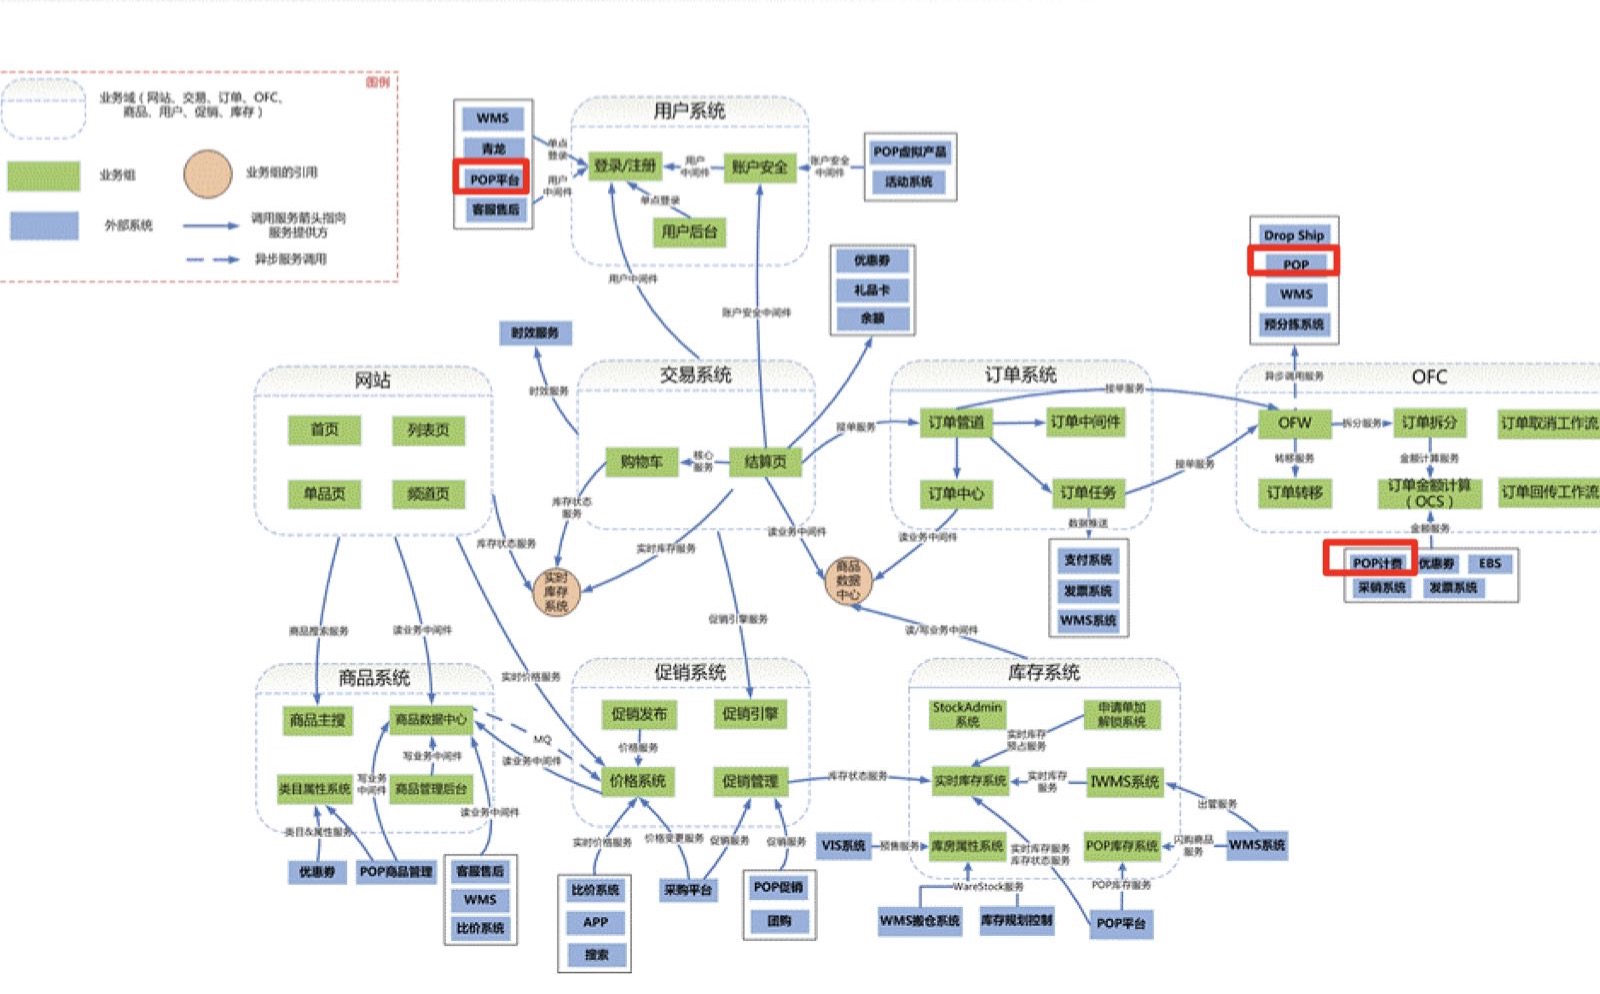 图例
业务域（网站、交易、订单、OFC、
商品、用户、促销、库存）
业务组
业务组的引用
外部系统
调用服务箭头指向
服务提供方
异步服务调用
WMS
青龙
POP平台
客服售后
单点
登录
用户
中间件
用户系统
登录/注册
用户
中间件
账户安全
单点登录
用户后台
账户安全
中间件
POP虚拟产品
活动系统
用户中间件
账户安全中间件
优惠券
礼品卡
余额
Drop Ship
POP
WMS
预分拣系统
异步调用服务
时效服务
时效服务
网站
首页
列表页
单品页
频道页
交易系统
购物车
核心
服务
结算页
库存状态
服务
库存状态服务
实时库存服务
读业务中间件
接单服务
订单系统
订单管道
订单中间件
订单中心
订单任务
接单服务
接单服务
数据推送
读业务中间件
支付系统
发票系统
WMS系统
OFC
OFW
拆分服务
订单拆分
订单取消工作流
转移服务
金额计算服务
订单转移
订单金额计算
（OCS）
订单回传工作流
金额服务
POP计费
优惠券
EBS
采销系统
发票系统
实时
库存
系统
商品
数据
中心
商品搜索服务
读业务中间件
实时价格服务
促销引擎服务
读/写业务中间件
商品系统
商品主搜
商品数据中心
写业务中间件
写业务
中间件
类目属性系统
商品管理后台
类目&属性服务
读业务中间件
MQ
读业务中间件
优惠券
POP商品管理
客服售后
WMS
比价系统
促销系统
促销发布
促销引擎
价格服务
价格系统
促销管理
实时价格服务
价格变更服务
促销服务
促销服务
比价系统
APP
搜索
采购平台
POP促销
团购
库存状态服务
库存系统
StockAdmin
系统
申请单加
解锁系统
实时库存
预占服务
实时库存系统
实时库存
服务
IWMS系统
出管服务
VIS系统
预售服务
库房属性系统
实时库存服务
库存状态服务
POP库存系统
闪购商品
服务
WMS系统
WareStock服务
POP库存服务
WMS搬仓系统
库存规划控制
POP平台